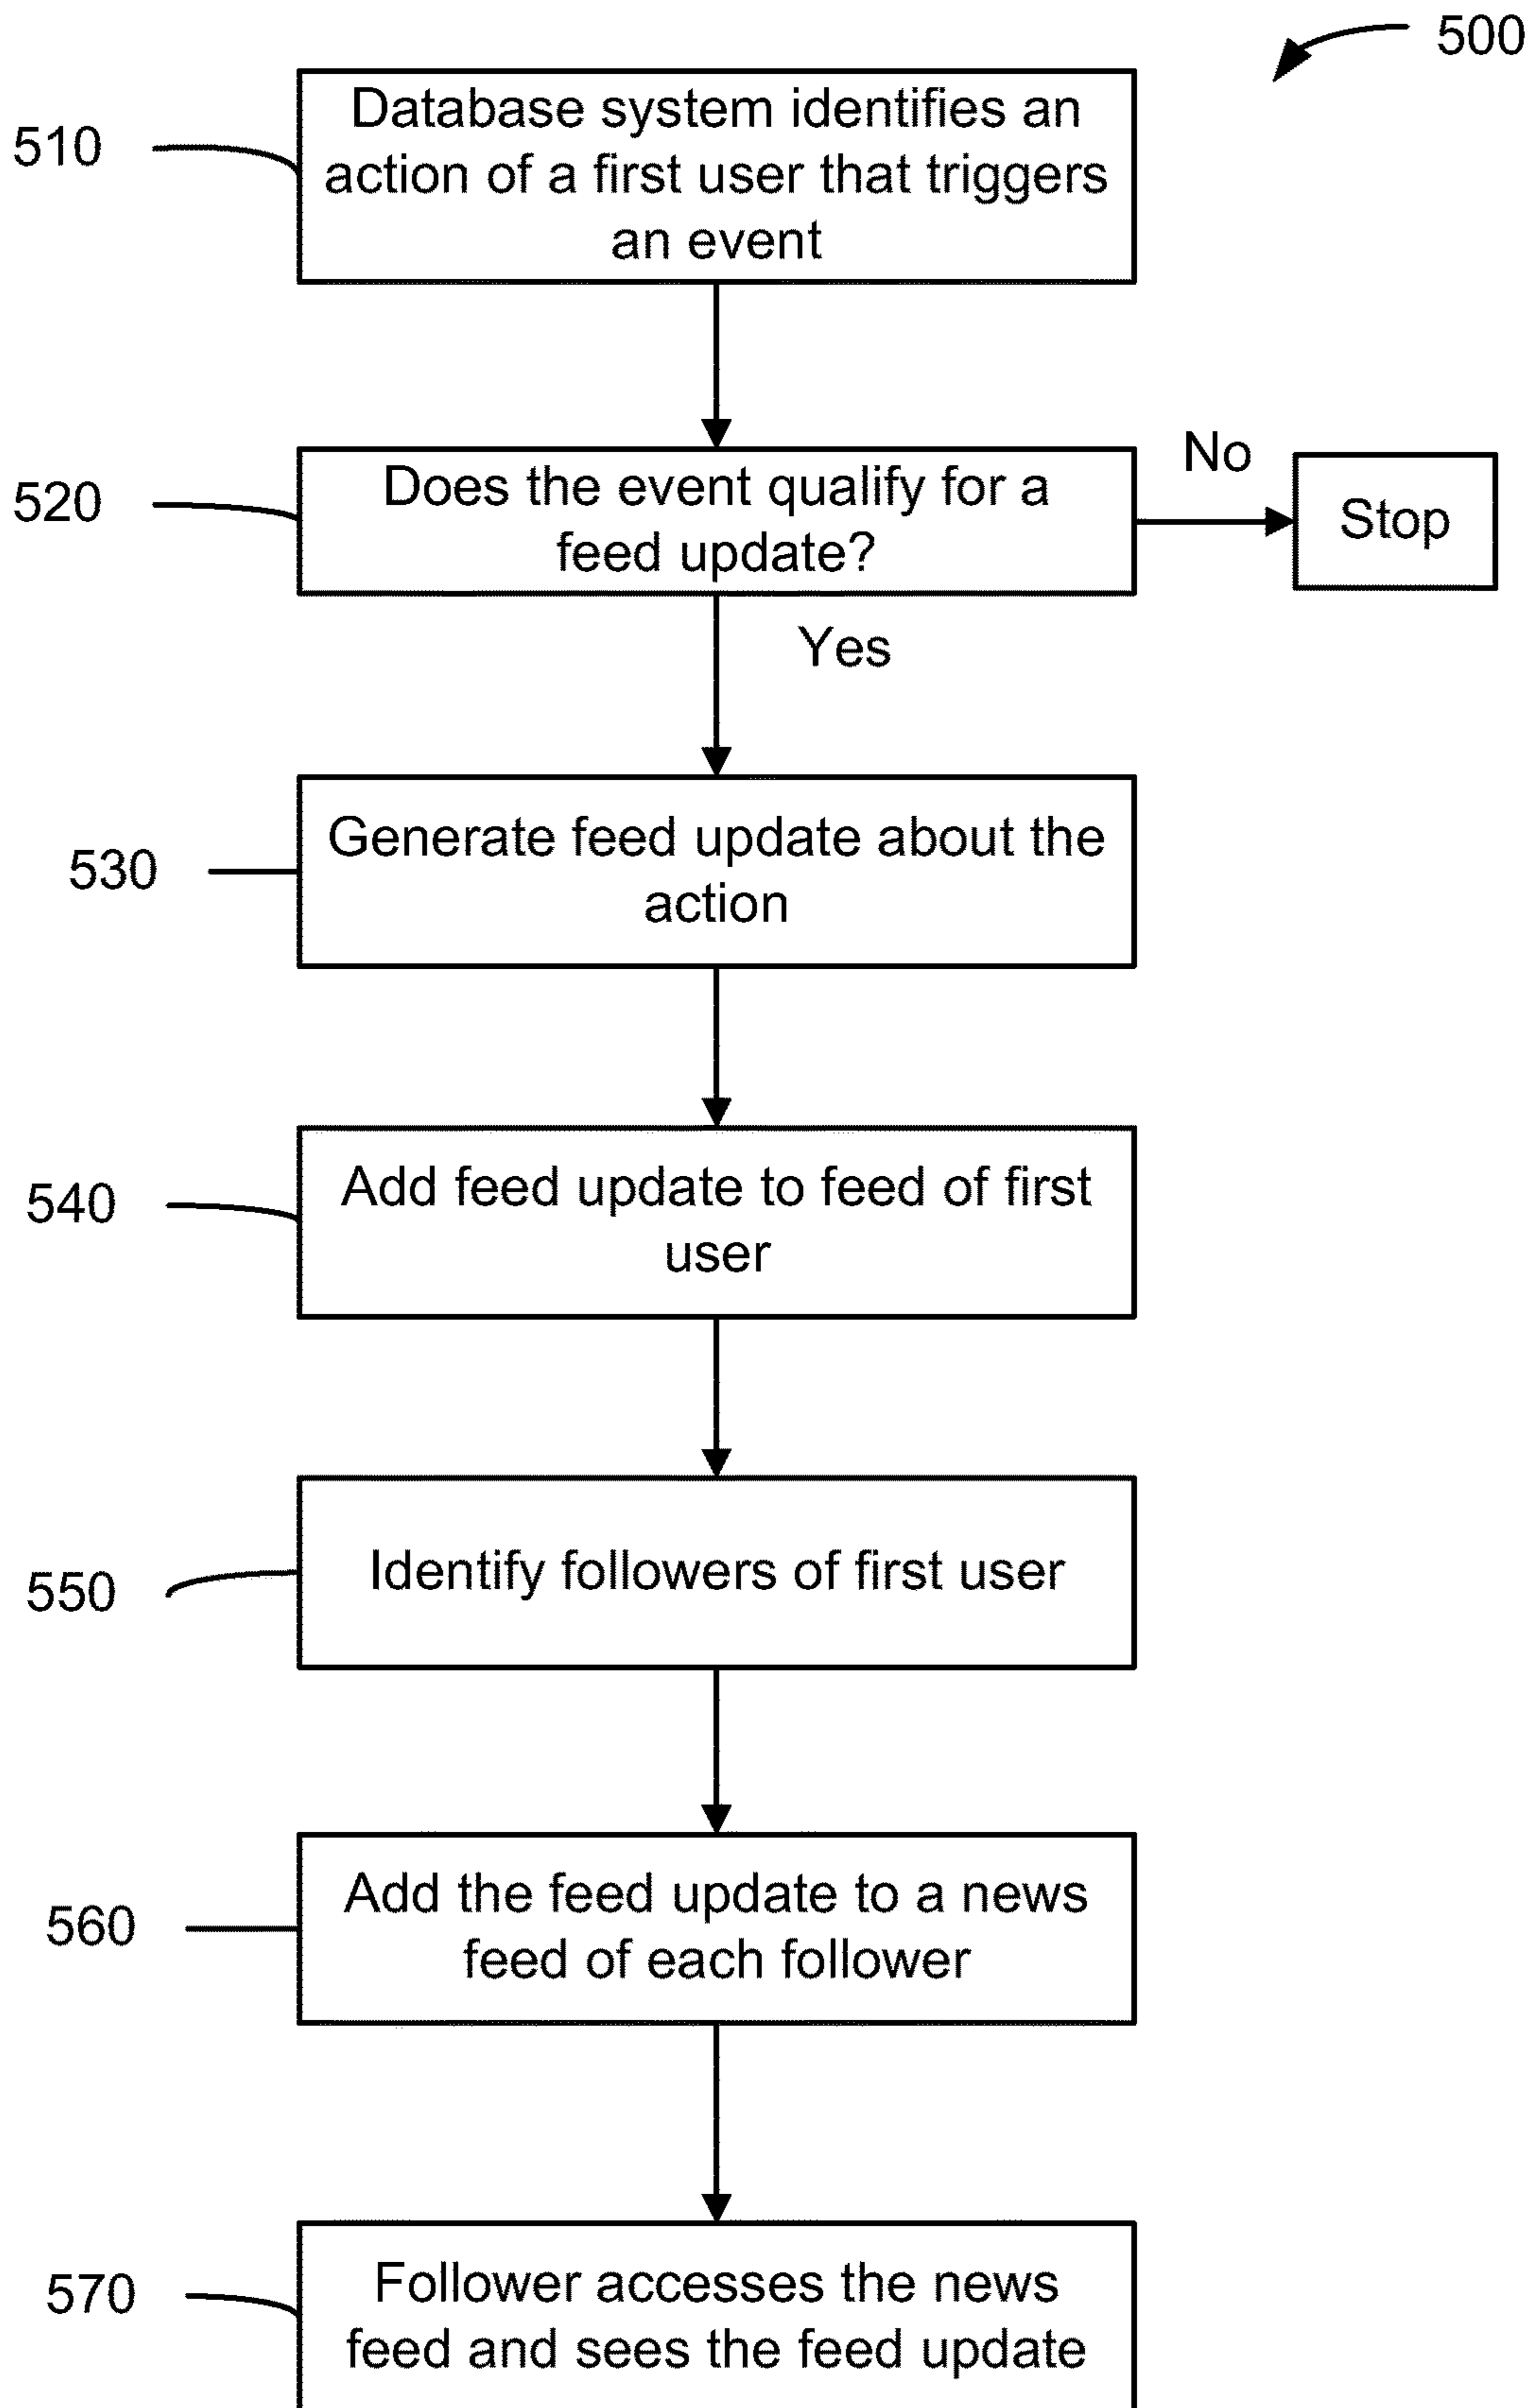 500
510
Database system identifies an
action of a first user that triggers
an event
520
Does the event qualify for a
feed update?
No
Stop
Yes
530
Generate feed update about the
action
540
Add feed update to feed of first
user
550
Identify followers of first user
560
Add the feed update to a news
feed of each follower
570
Follower accesses the news
feed and sees the feed update